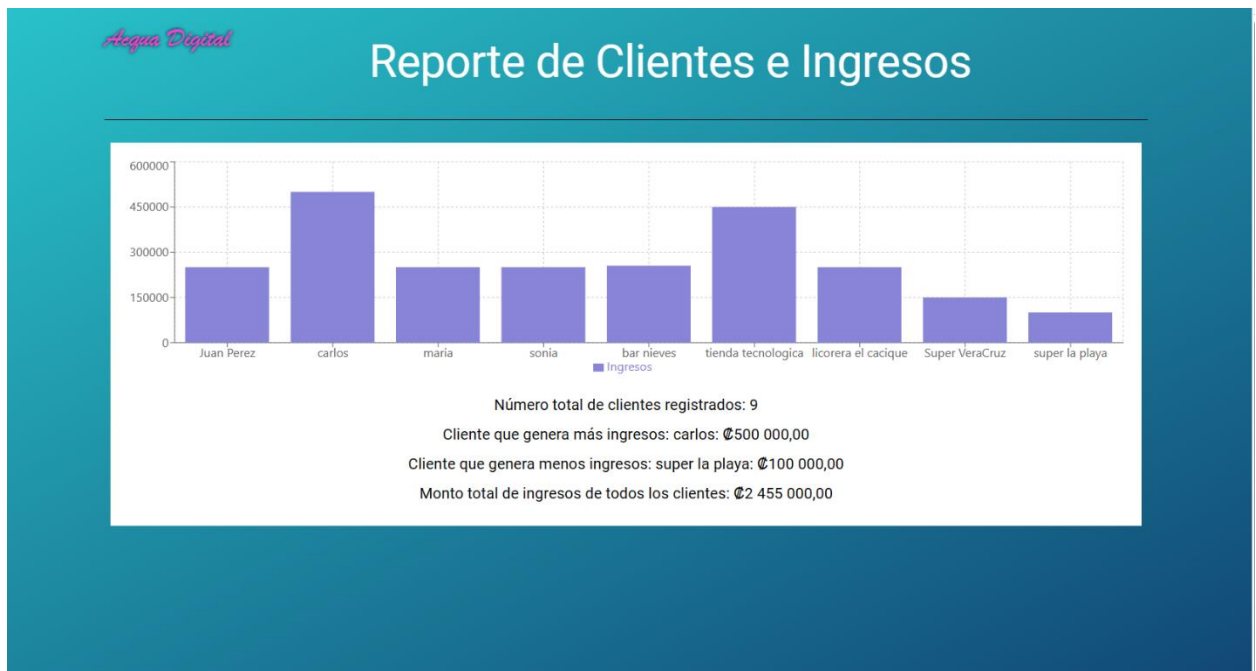 Acqua Digital
Reporte de Clientes e Ingresos
600000
450000
300000
150000
0
Juan Perez carlos maria sonia bar nieves tienda tecnologica licorera el cacique Super VeraCruz super la playa
Ingresos
Número total de clientes registrados: 9
Cliente que genera más ingresos: carlos: ₡500 000,00
Cliente que genera menos ingresos: super la playa: ₡100 000,00
Monto total de ingresos de todos los clientes: ₡2 455 000,00